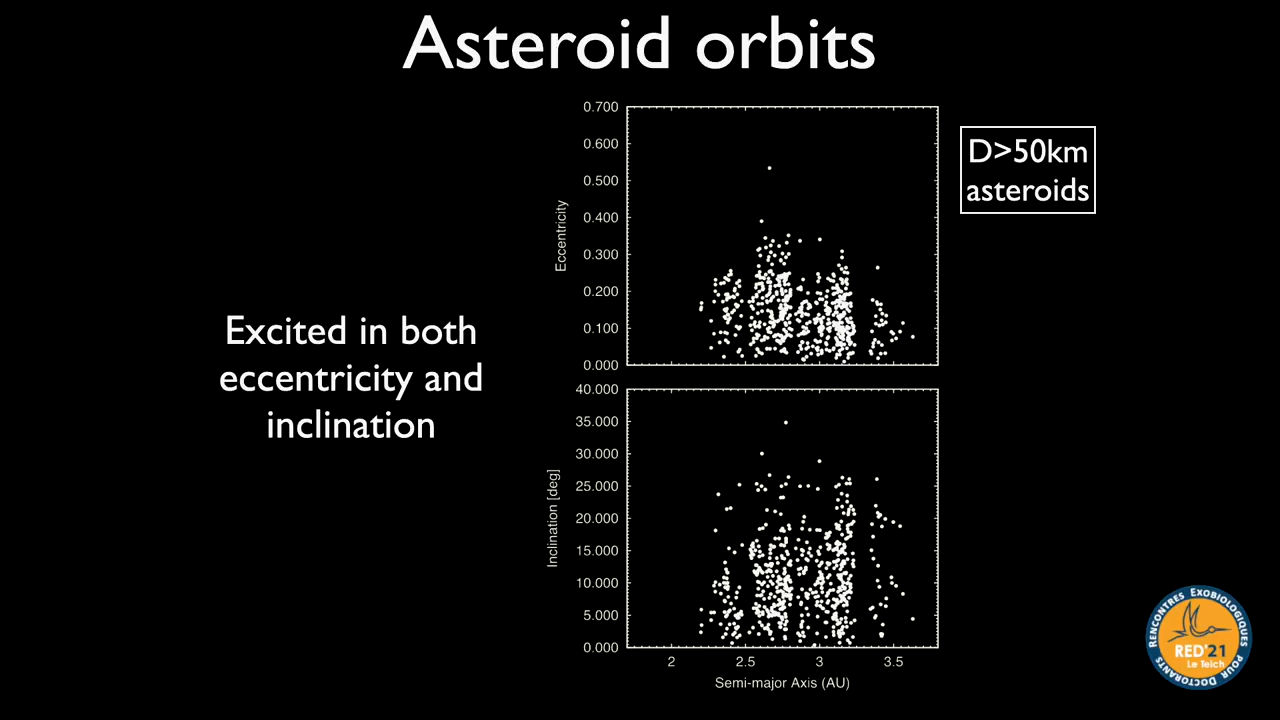 Asteroid orbits
D>50km
asteroids
Excited in both
eccentricity and
inclination
Eccentricity
0.700
0.600
0.500
0.400
0.300
0.200
0.100
0.000
Inclination [deg]
40.000
35.000
30.000
25.000
20.000
15.000
10.000
5.000
0.000
2 2.5 3 3.5
Semi-major Axis (AU)
RENCONTRES EXOBIOLOGIQUES
POUR DOCTORANTS
RED'21
Le Teich